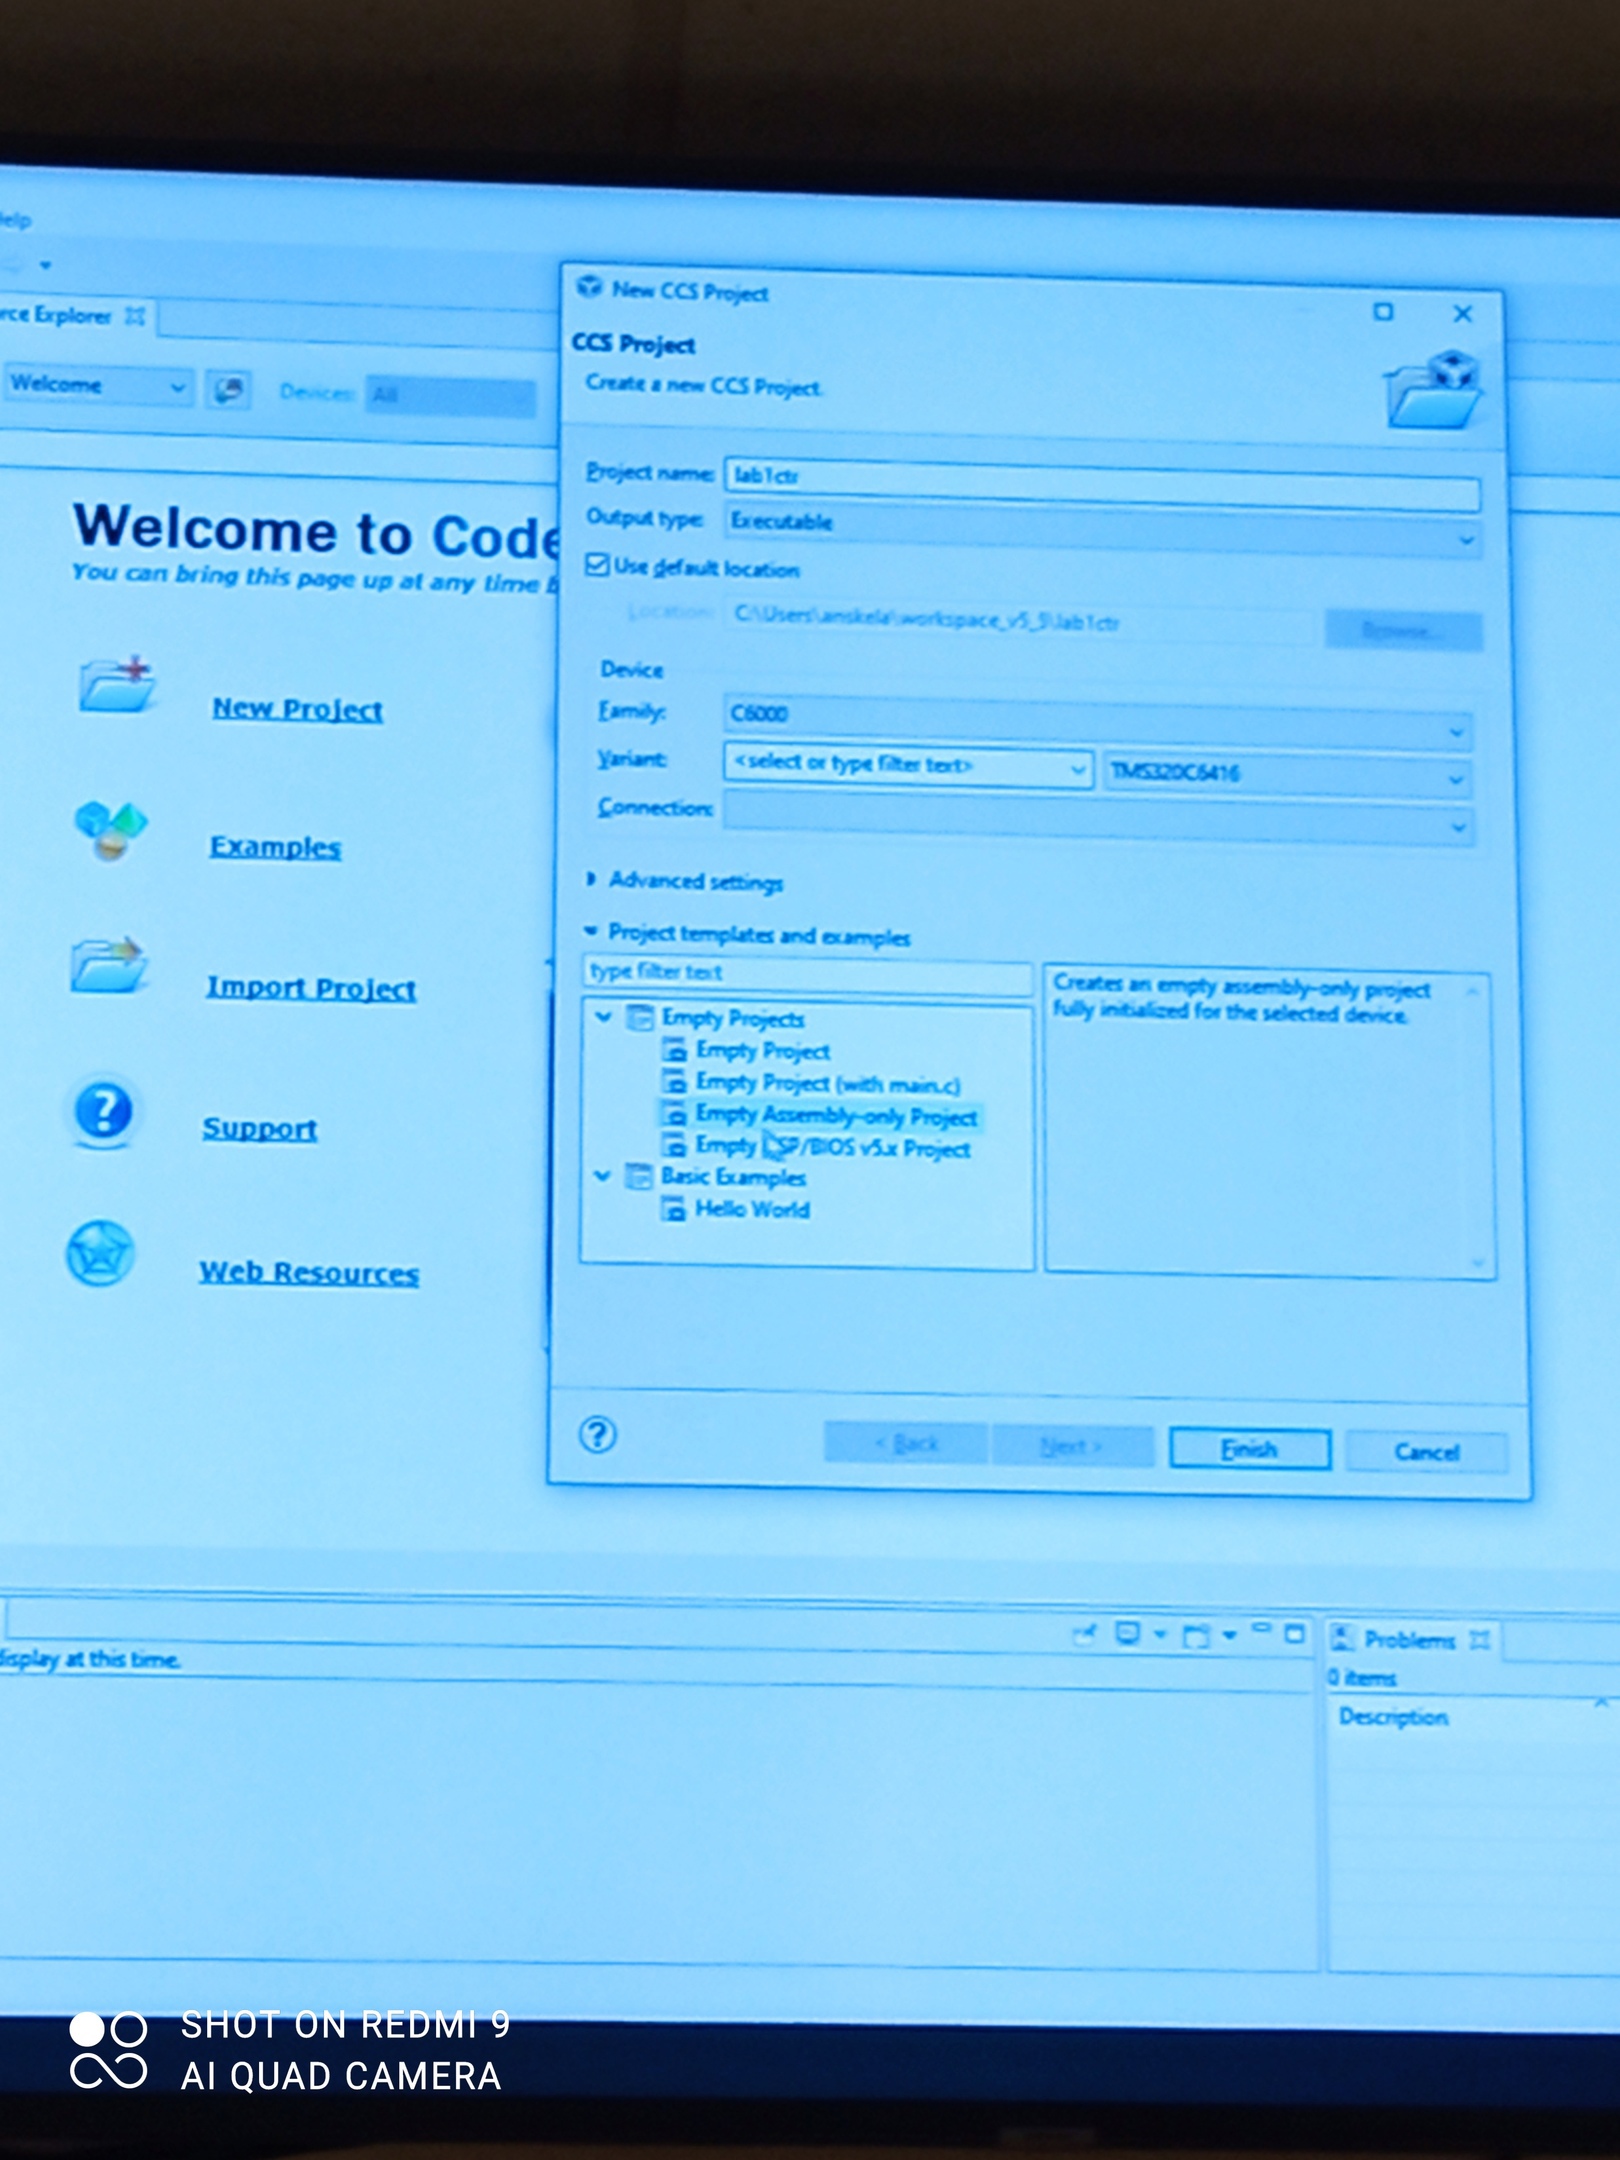 Help
New CCS Project
CCS Project
Create a new CCS Project.
rce Explorer
Welcome
Devices: All
Project name: lab1ctr
Output type: Executable
Use default location
Location: C:\Users\anskela\workspace_v5_5\lab1ctr
Browse...
Device
Family: C6000
Variant: <select or type filter text> TMS320C6416
Connection:
Advanced settings
Project templates and examples
type filter text
Creates an empty assembly-only project
fully initialized for the selected device.
Empty Projects
Empty Project
Empty Project (with main.c)
Empty Assembly-only Project
Empty DSP/BIOS v5.x Project
Basic Examples
Hello World
< Back
Next >
Finish
Cancel
Welcome to Code
You can bring this page up at any time b
New Project
Examples
Import Project
Support
Web Resources
display at this time.
Problems
0 items
Description
SHOT ON REDMI 9
AI QUAD CAMERA